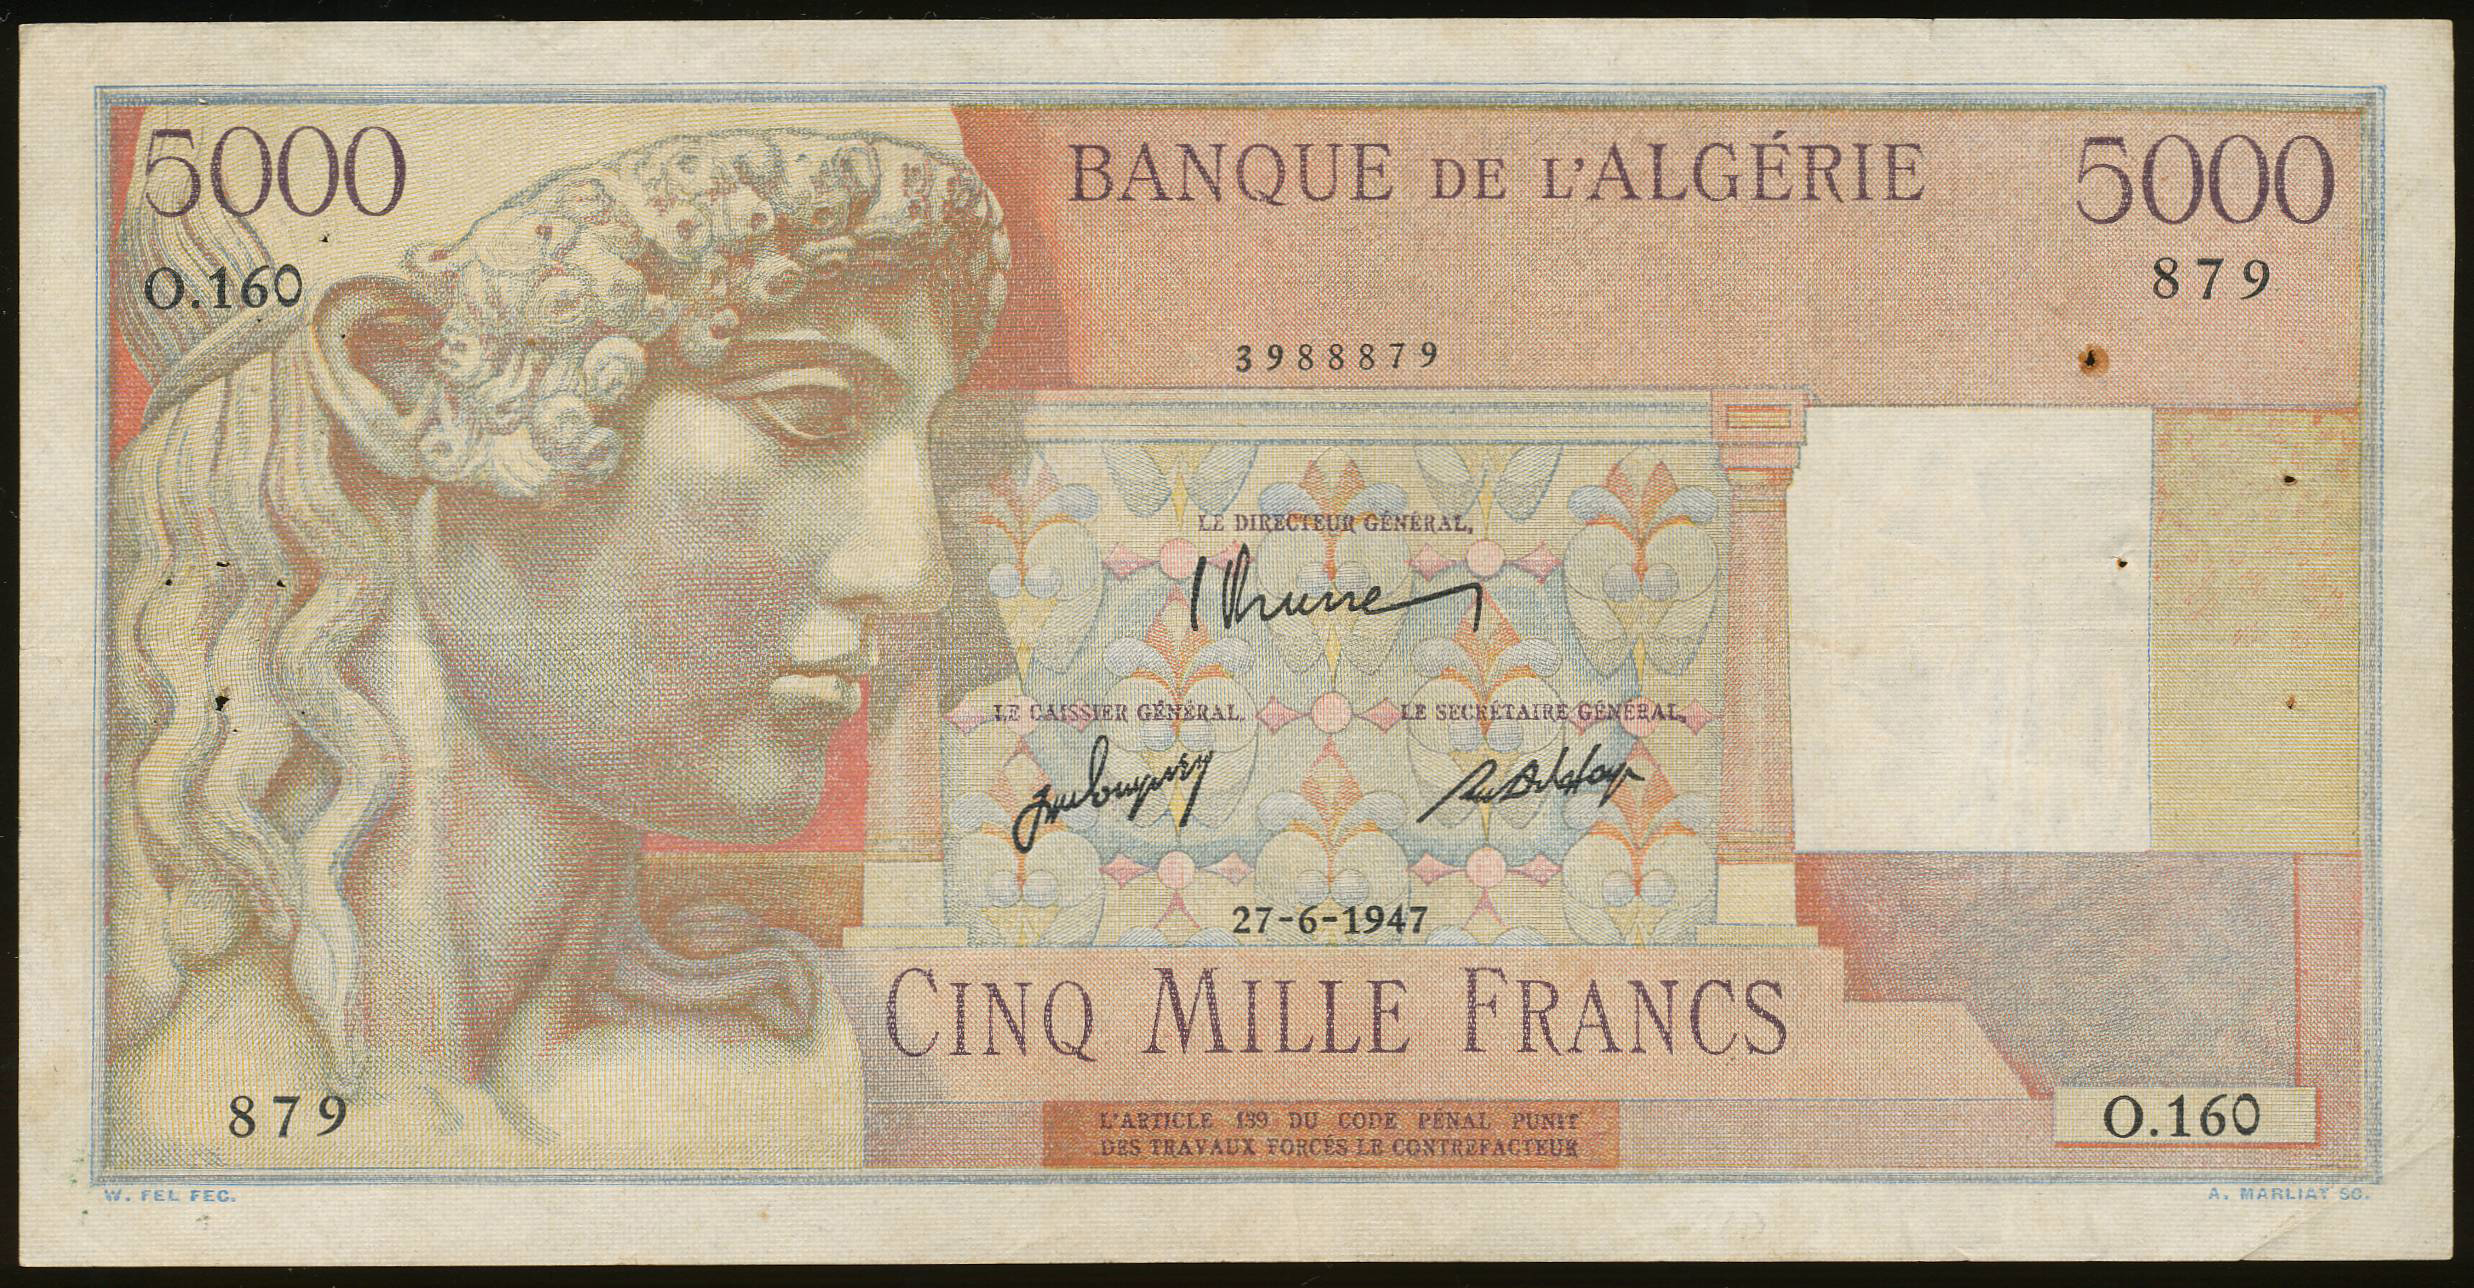 5000
BANQUE DE L'ALGÉRIE
5000
O.160
879
3988879
LE DIRECTEUR GÉNÉRAL,
LE CAISSIER GÉNÉRAL,
LE SECRÉTAIRE GÉNÉRAL,
27-6-1947
CINQ MILLE FRANCS
879
L'ARTICLE 139 DU CODE PÉNAL PUNIT
DES TRAVAUX FORCÉS LE CONTREFACTEUR
O.160
W. FEL FEC.
A. MARLIAT SC.